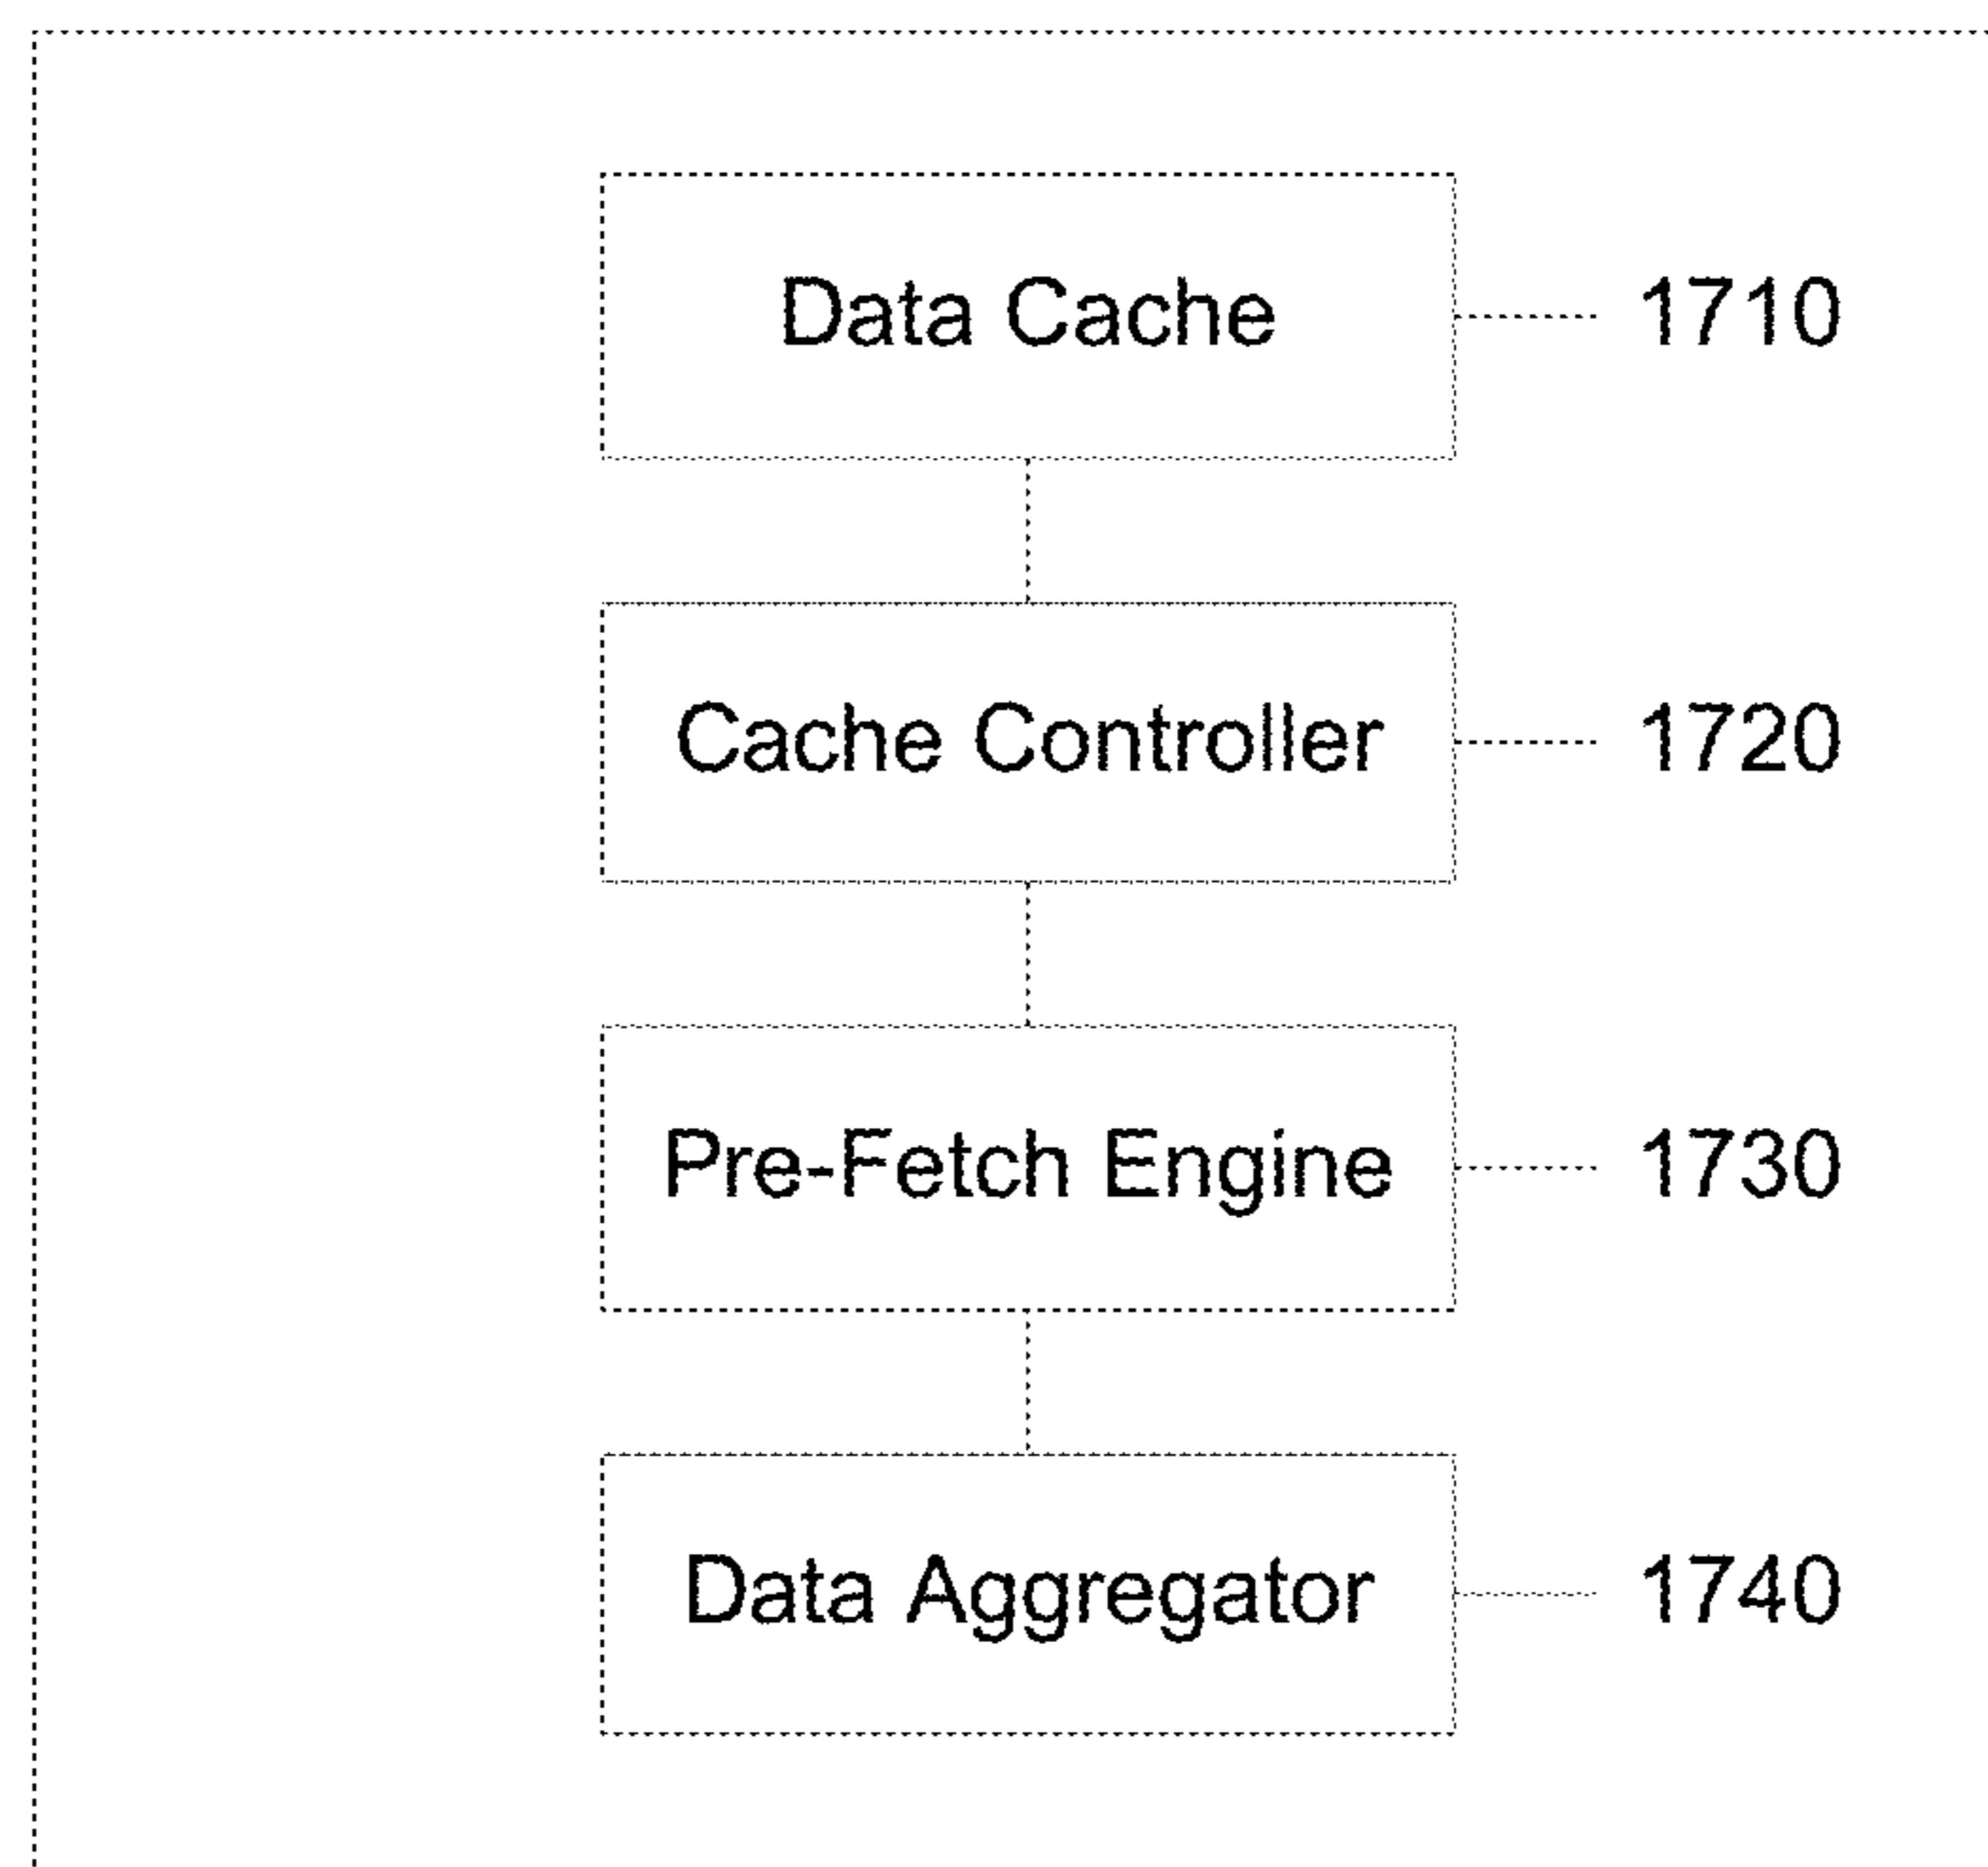 Data Cache 1710
Cache Controller 1720
Pre-Fetch Engine 1730
Data Aggregator 1740